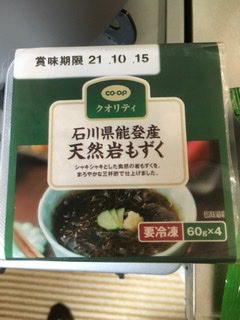 賞味期限 21.10.15
CO・OP
クオリティ
石川県能登産
天然岩もずく
シャキシャキとした食感の岩もずくを、
まろやかな三杯酢で仕上げました。
要冷凍 60g×4